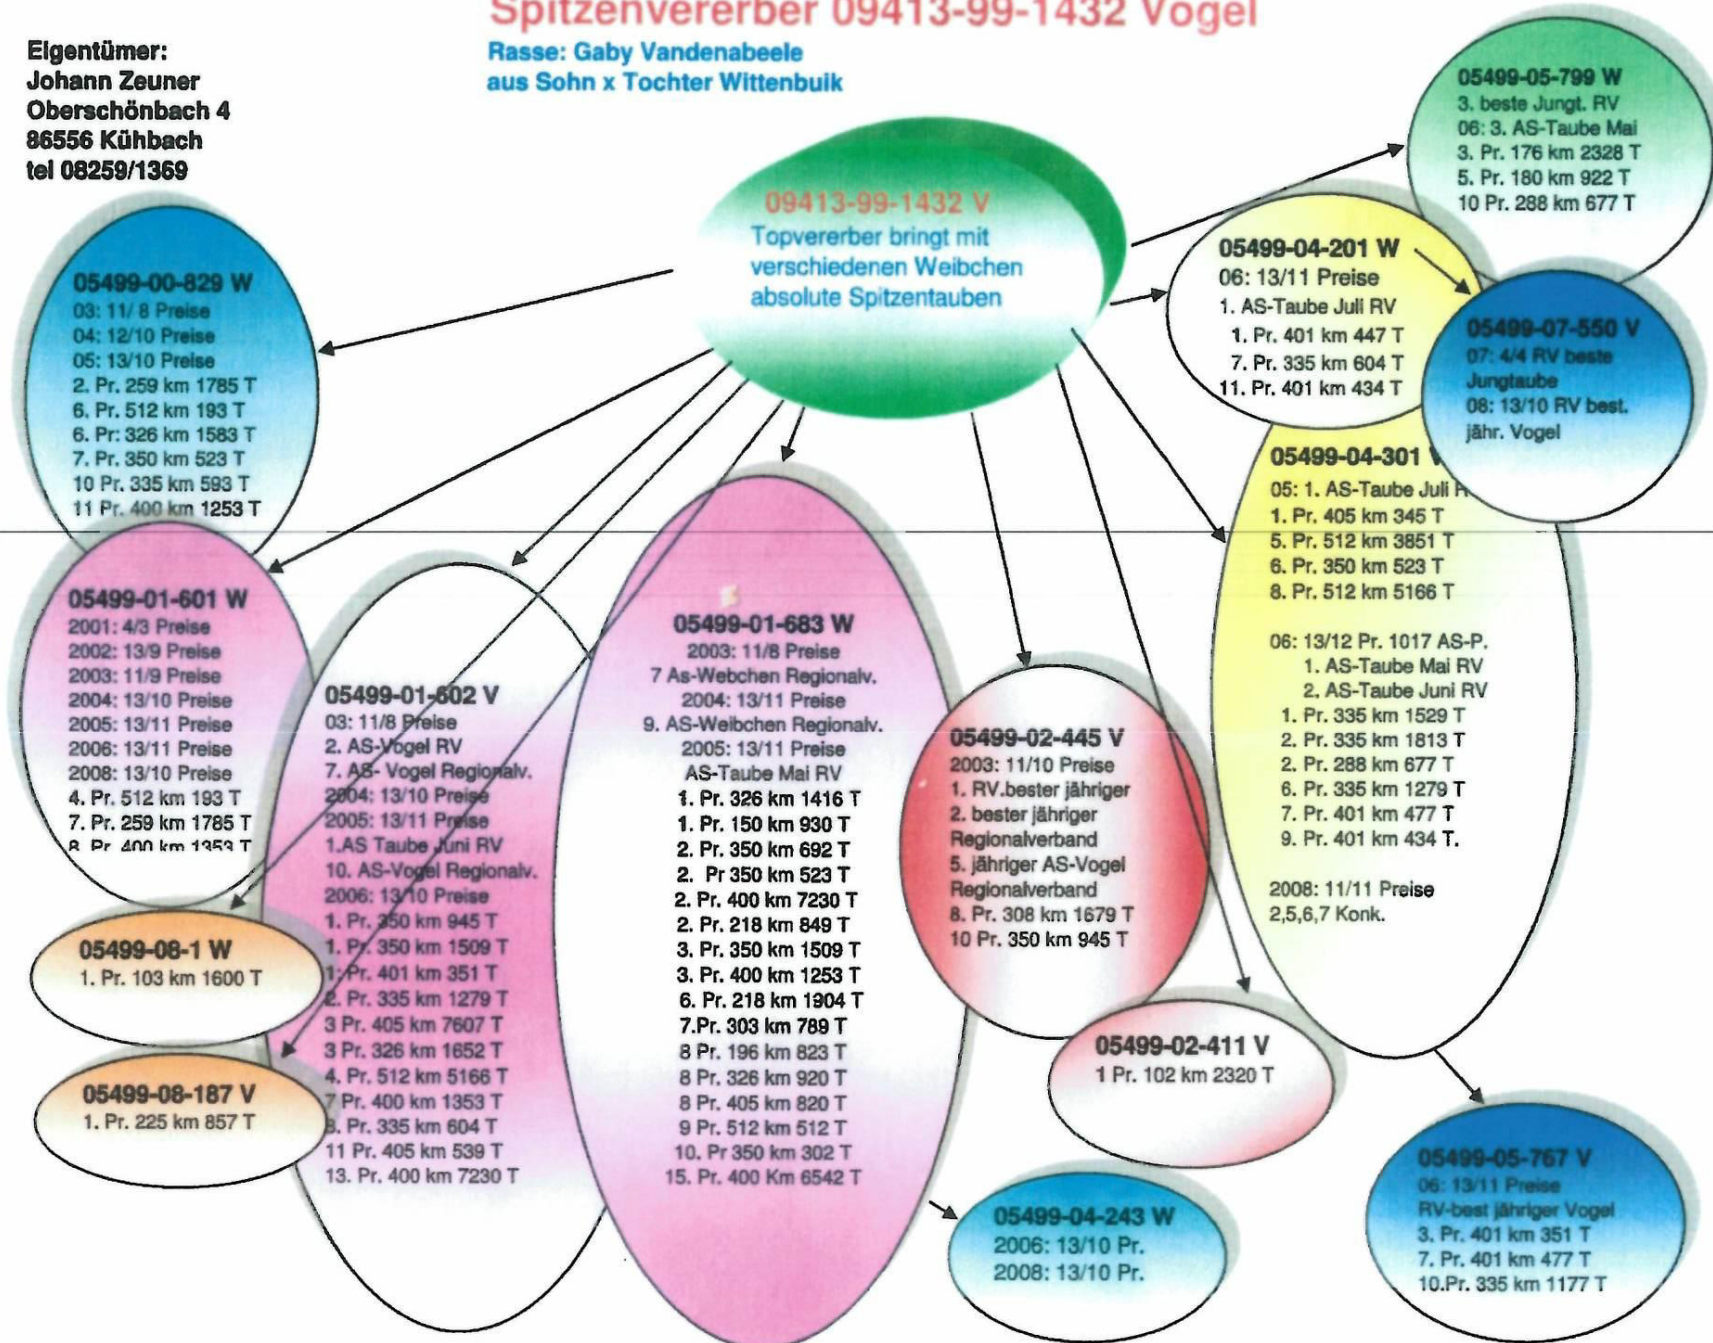 Spitzenvererber 09413-99-1432 Vogel
Eigentümer:
Johann Zeuner
Oberschönbach 4
86556 Kühbach
tel 08259/1369
Rasse: Gaby Vandenabeele
aus Sohn x Tochter Wittenbuik
09413-99-1432 V
Topvererber bringt mit
verschiedenen Weibchen
absolute Spitzentauben
05499-05-799 W
3. beste Jungt. RV
06: 3. AS-Taube Mai
3. Pr. 176 km 2328 T
5. Pr. 180 km 922 T
10 Pr. 288 km 677 T
05499-04-201 W
06: 13/11 Preise
1. AS-Taube Juli RV
1. Pr. 401 km 447 T
7. Pr. 335 km 604 T
11. Pr. 401 km 434 T
05499-07-550 V
07: 4/4 RV beste
Jungtaube
08: 13/10 RV best.
jähr. Vogel
05499-00-829 W
03: 11/ 8 Preise
04: 12/10 Preise
05: 13/10 Preise
2. Pr. 259 km 1785 T
6. Pr. 512 km 193 T
6. Pr: 326 km 1583 T
7. Pr. 350 km 523 T
10 Pr. 335 km 593 T
11 Pr. 400 km 1253 T
05499-01-601 W
2001: 4/3 Preise
2002: 13/9 Preise
2003: 11/9 Preise
2004: 13/10 Preise
2005: 13/11 Preise
2006: 13/11 Preise
2008: 13/10 Preise
4. Pr. 512 km 193 T
7. Pr. 259 km 1785 T
8. Pr. 400 km 1353 T
05499-01-602 V
03: 11/8 Preise
2. AS-Vogel RV
7. AS- Vogel Regionalv.
2004: 13/10 Preise
2005: 13/11 Preise
1.AS Taube Juni RV
10. AS-Vogel Regionalv.
2006: 13/10 Preise
1. Pr. 350 km 945 T
1. Pr. 350 km 1509 T
1. Pr. 401 km 351 T
2. Pr. 335 km 1279 T
3 Pr. 405 km 7607 T
3 Pr. 326 km 1652 T
4. Pr. 512 km 5166 T
7 Pr. 400 km 1353 T
8. Pr. 335 km 604 T
11 Pr. 405 km 539 T
13. Pr. 400 km 7230 T
05499-01-683 W
2003: 11/8 Preise
7 As-Webchen Regionalv.
2004: 13/11 Preise
9. AS-Weibchen Regionalv.
2005: 13/11 Preise
AS-Taube Mai RV
1. Pr. 326 km 1416 T
1. Pr. 150 km 930 T
2. Pr. 350 km 692 T
2. Pr 350 km 523 T
2. Pr. 400 km 7230 T
2. Pr. 218 km 849 T
3. Pr. 350 km 1509 T
3. Pr. 400 km 1253 T
6. Pr. 218 km 1904 T
7.Pr. 303 km 789 T
8 Pr. 196 km 823 T
8 Pr. 326 km 920 T
8 Pr. 405 km 820 T
9 Pr. 512 km 512 T
10. Pr 350 km 302 T
15. Pr. 400 Km 6542 T
05499-02-445 V
2003: 11/10 Preise
1. RV.bester jähriger
2. bester jähriger
Regionalverband
5. jähriger AS-Vogel
Regionalverband
8. Pr. 308 km 1679 T
10 Pr. 350 km 945 T
05499-04-301
05: 1. AS-Taube Juli
1. Pr. 405 km 345 T
5. Pr. 512 km 3851 T
6. Pr. 350 km 523 T
8. Pr. 512 km 5166 T
06: 13/12 Pr. 1017 AS-P.
1. AS-Taube Mai RV
2. AS-Taube Juni RV
1. Pr. 335 km 1529 T
2. Pr. 335 km 1813 T
2. Pr. 288 km 677 T
6. Pr. 335 km 1279 T
7. Pr. 401 km 477 T
9. Pr. 401 km 434 T.
2008: 11/11 Preise
2,5,6,7 Konk.
05499-08-1 W
1. Pr. 103 km 1600 T
05499-08-187 V
1. Pr. 225 km 857 T
05499-02-411 V
1 Pr. 102 km 2320 T
05499-04-243 W
2006: 13/10 Pr.
2008: 13/10 Pr.
05499-05-767 V
06: 13/11 Preise
RV-best jähriger Vogel
3. Pr. 401 km 351 T
7. Pr. 401 km 477 T
10.Pr. 335 km 1177 T